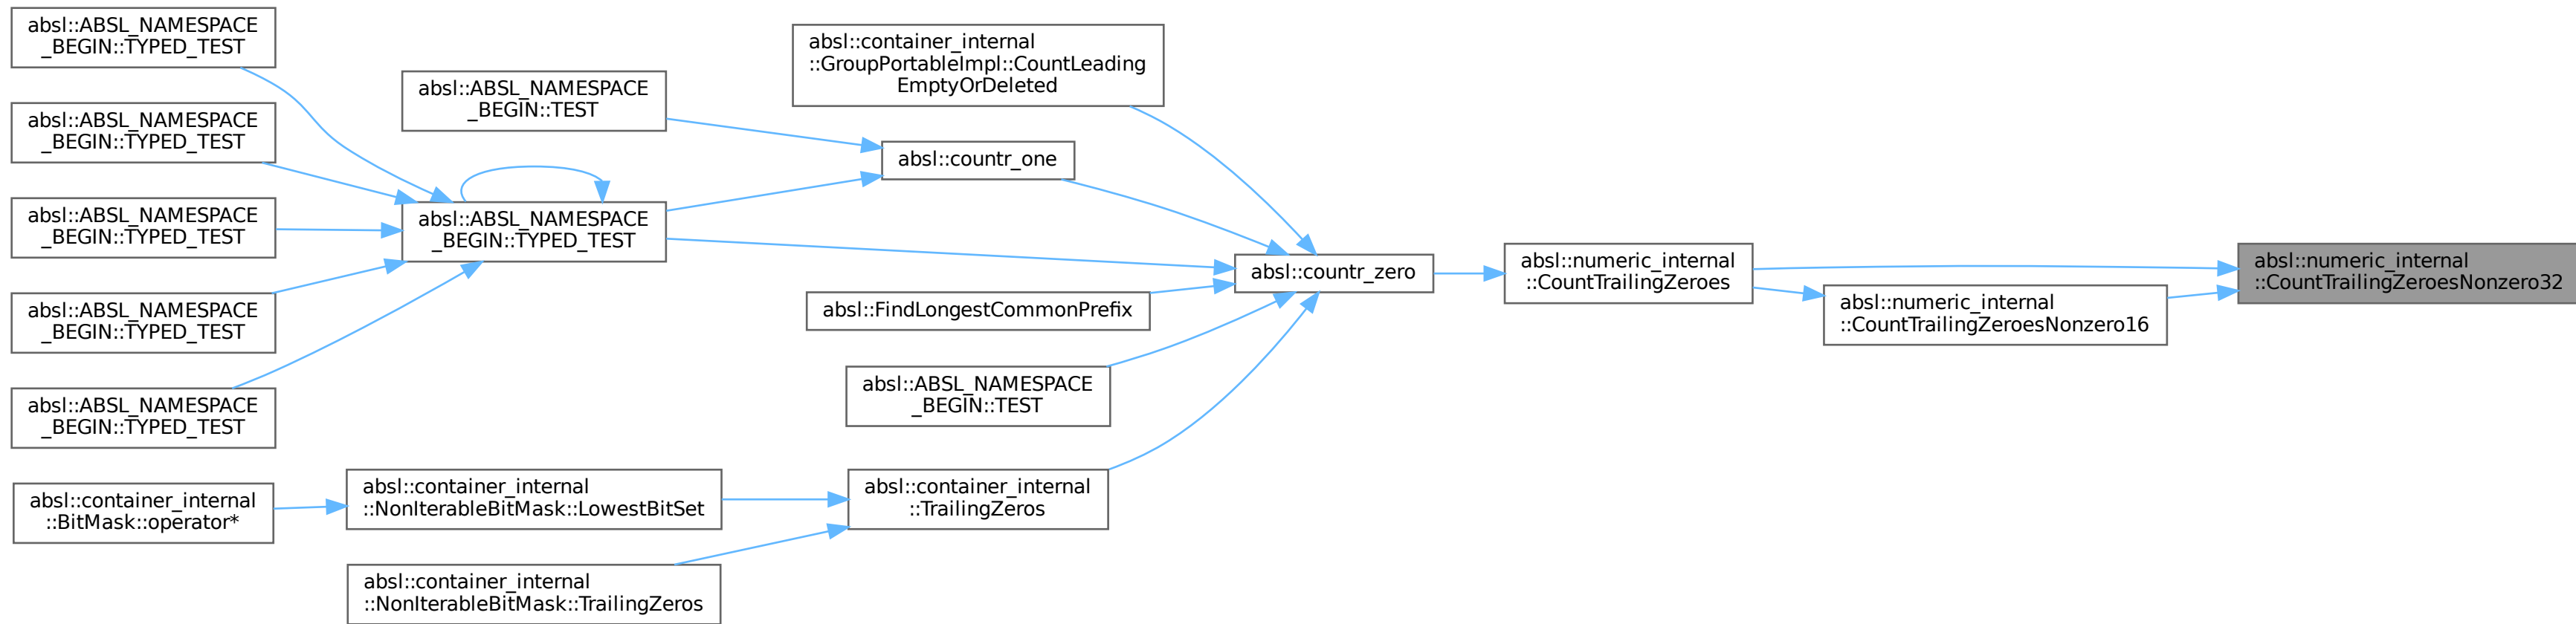 absl::ABSL_NAMESPACE
_BEGIN::TYPED_TEST
absl::ABSL_NAMESPACE
_BEGIN::TYPED_TEST
absl::ABSL_NAMESPACE
_BEGIN::TYPED_TEST
absl::ABSL_NAMESPACE
_BEGIN::TYPED_TEST
absl::ABSL_NAMESPACE
_BEGIN::TYPED_TEST
absl::container_internal
::BitMask::operator*
absl::ABSL_NAMESPACE
_BEGIN::TEST
absl::ABSL_NAMESPACE
_BEGIN::TYPED_TEST
absl::container_internal
::NonIterableBitMask::LowestBitSet
absl::container_internal
::NonIterableBitMask::TrailingZeros
absl::container_internal
::GroupPortableImpl::CountLeading
EmptyOrDeleted
absl::countr_one
absl::FindLongestCommonPrefix
absl::ABSL_NAMESPACE
_BEGIN::TEST
absl::container_internal
::TrailingZeros
absl::countr_zero
absl::numeric_internal
::CountTrailingZeroes
absl::numeric_internal
::CountTrailingZeroesNonzero16
absl::numeric_internal
::CountTrailingZeroesNonzero32